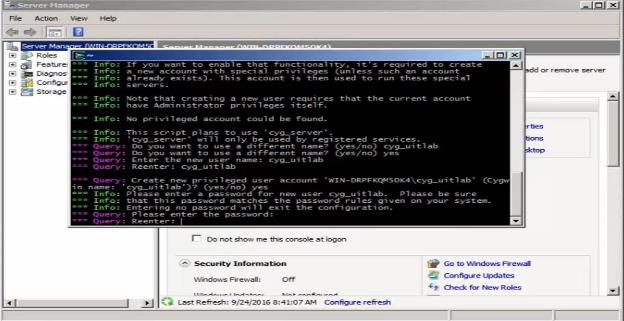 Server Manager
File Action View Help
Server Manager (WIN-DRPFKQM5O
Server Manager (WIN-DRPFKQM5OK4)
Roles
Features
Diagnos
Configur
Storage
~
*** Info: If you want to enable that functionality, it's required to create
*** Info: a new account with special privileges (unless such an account
*** Info: already exists). This account is then used to run these special
*** Info: servers.
*** Info: Note that creating a new user requires that the current account
*** Info: have Administrator privileges itself.
*** Info: No privileged account could be found.
*** Info: This script plans to use 'cyg_server'.
*** Info: 'cyg_server' will only be used by registered services.
*** Query: Do you want to use a different name? (yes/no) cyg_uitlab
*** Query: Do you want to use a different name? (yes/no) yes
*** Query: Enter the new user name: cyg_uitlab
*** Query: Reenter: cyg_uitlab
*** Query: Create new privileged user account 'WIN-DRPFKQM5OK4\cyg_uitlab' (Cygw
in name: 'cyg_uitlab')? (yes/no) yes
*** Info: Please enter a password for new user cyg_uitlab. Please be sure
*** Info: that this password matches the password rules given on your system.
*** Info: Entering no password will exit the configuration.
*** Query: Please enter the password:
*** Query: Reenter:
add or remove server
erties
tions
sktop
Do not show me this console at logon
Security Information
Windows Firewall: Off
Go to Windows Firewall
Configure Updates
Check for New Roles
Last Refresh: 9/24/2016 8:41:07 AM Configure refresh